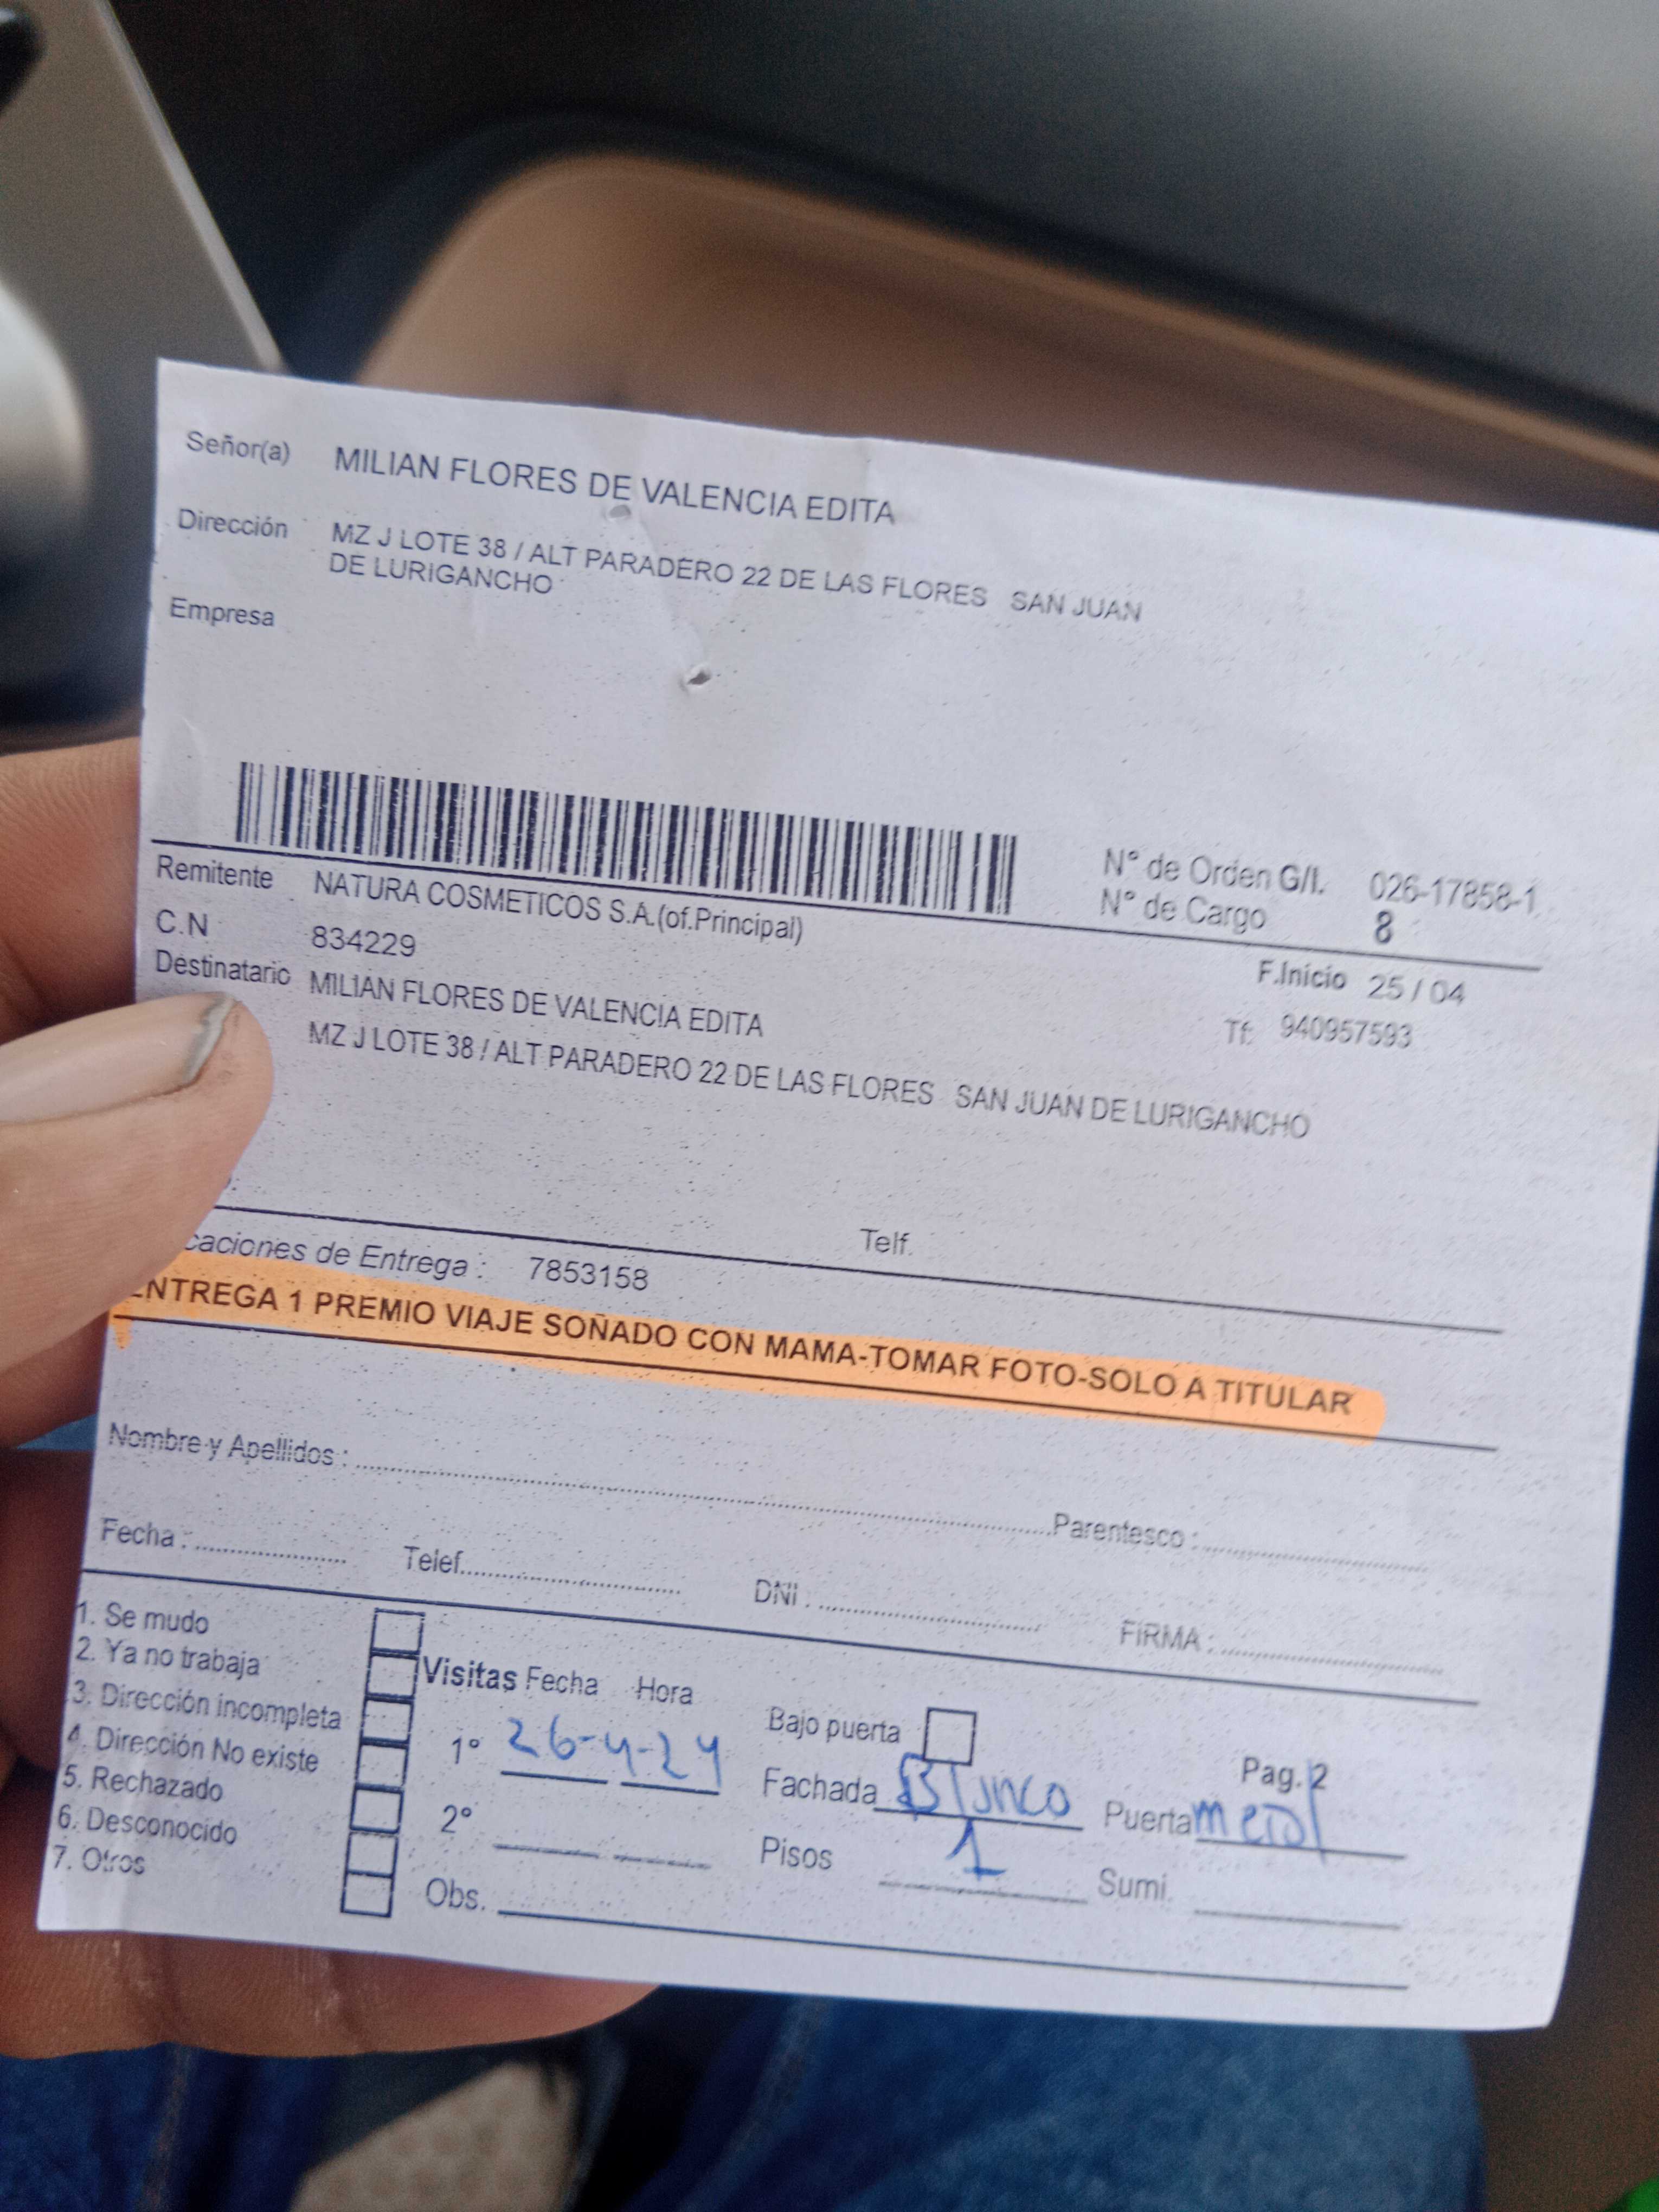 Señor(a) MILIAN FLORES DE VALENCIA EDITA
Dirección MZ J LOTE 38 / ALT PARADERO 22 DE LAS FLORES SAN JUAN
DE LURIGANCHO
Empresa
N° de Orden G/I. 026-17858-1
N° de Cargo 8
Remitente NATURA COSMETICOS S.A.(of.Principal)
F.Inicio 25 / 04
C.N 834229
Tf: 940957593
Destinatario MILIAN FLORES DE VALENCIA EDITA
MZ J LOTE 38 / ALT PARADERO 22 DE LAS FLORES SAN JUAN DE LURIGANCHO
Telf.
caciones de Entrega : 7853158
ENTREGA 1 PREMIO VIAJE SOÑADO CON MAMA-TOMAR FOTO-SOLO A TITULAR
Nombre y Apellidos : Parentesco :
Fecha : Telef. DNI : FIRMA :
1. Se mudo
2. Ya no trabaja
3. Dirección incompleta
4. Dirección No existe
5. Rechazado
6. Desconocido
7. Otros
Visitas Fecha Hora
1° 26-4-24
2°
Obs.
Bajo puerta
Pag. 2
Fachada Blanco Puerta
Pisos 1 Sumi.